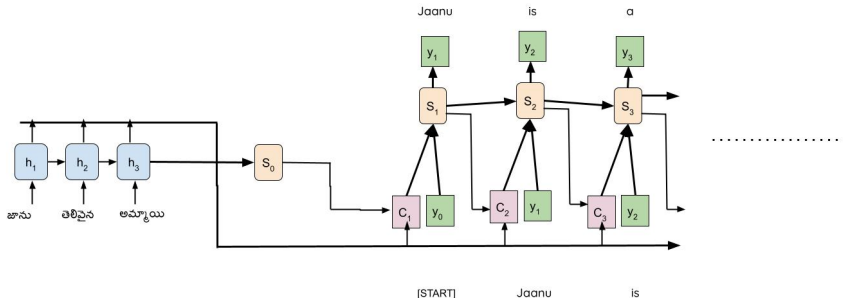 Jaanu is a
y1 y2 y3
S1 S2 S3
h1 h2 h3 S0
జాను తెలివైన అమ్మాయి
C1 y0 C2 y1 C3 y2
[START] Jaanu is